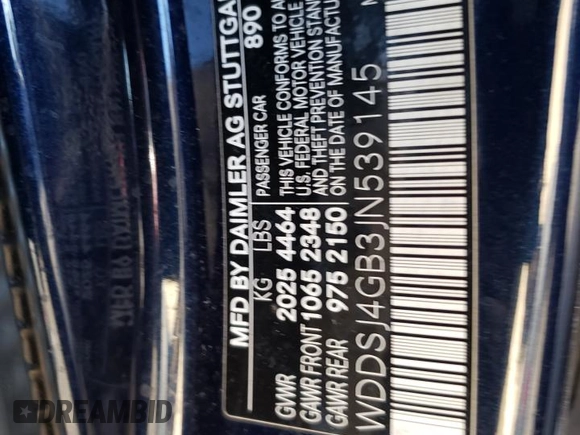 MFD BY DAIMLER AG STUTTGA
890
KG LBS PASSENGER CAR
GVWR 2025 4464
GAWR FRONT 1065 2348
GAWR REAR 975 2150
THIS VEHICLE CONFORMS TO A
U.S. FEDERAL MOTOR VEHICLE
AND THEFT PREVENTION STAN
ON THE DATE OF MANUFACTUR
WDDSJ4GB3JN539145
DREAMBID